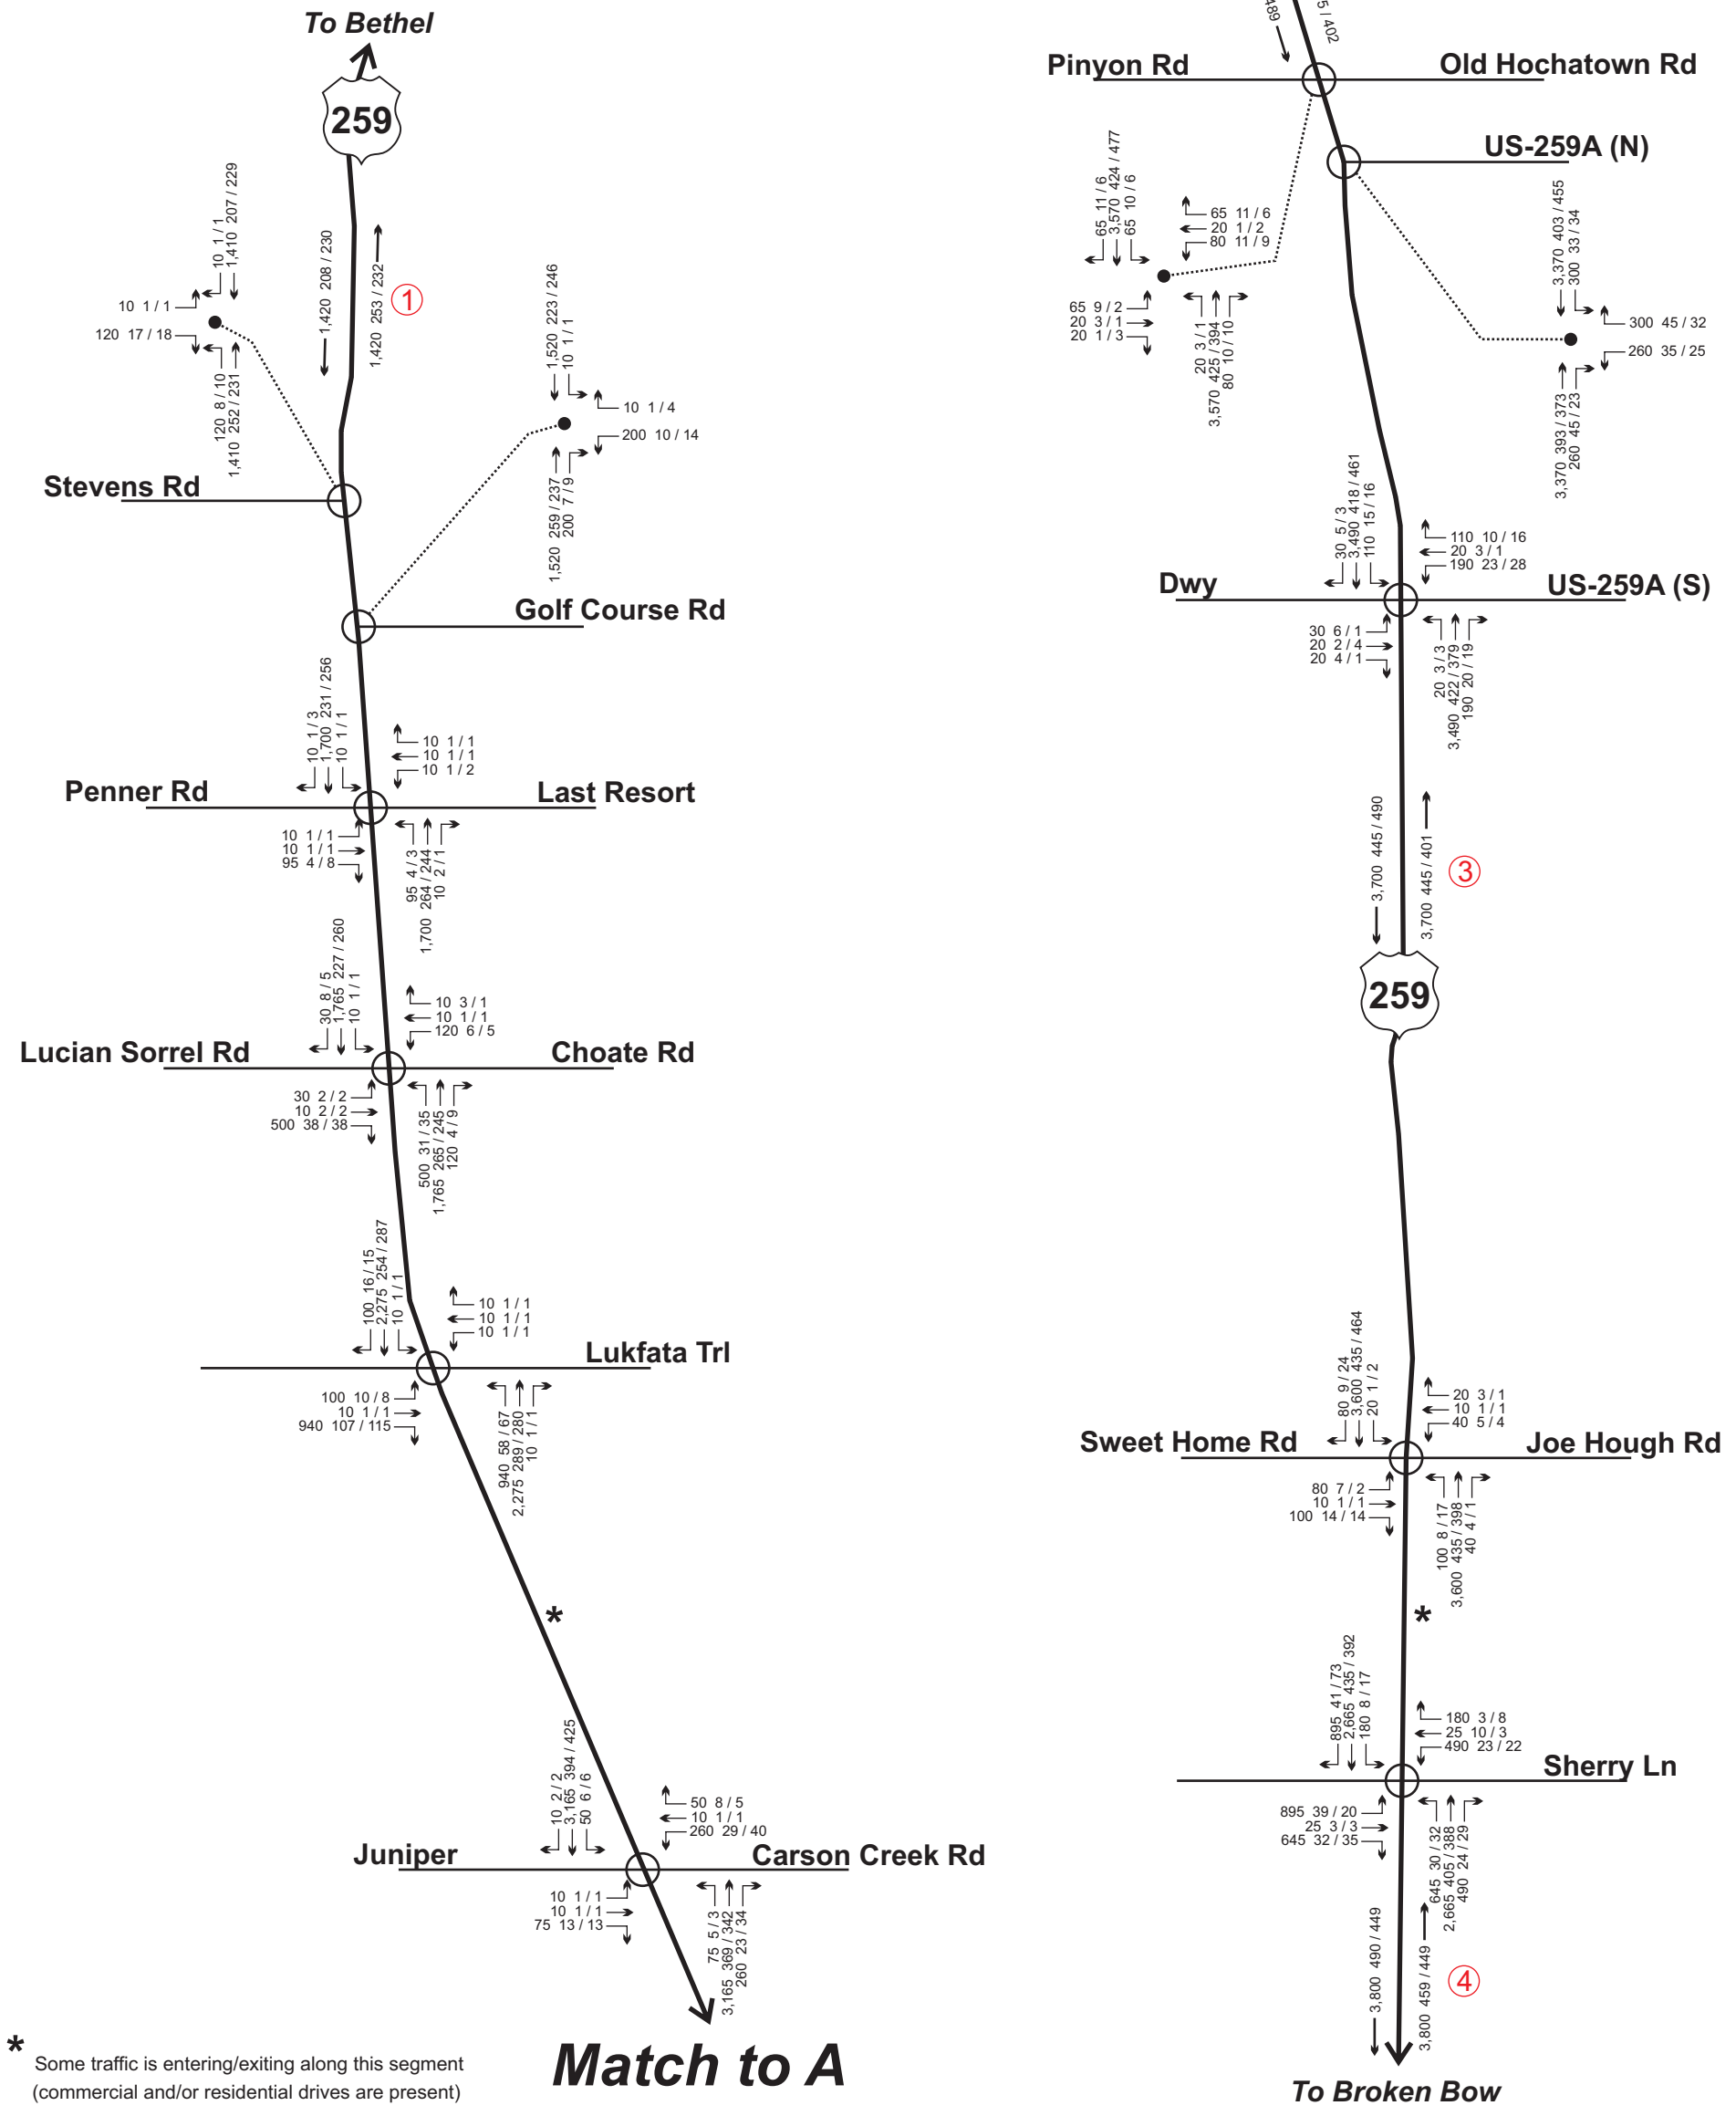 To Bethel
259
1,420 208 / 230
1,420 253 / 232
1
10 1 / 1
1,410 207 / 229
10 1 / 1
120 17 / 18
120 8 / 10
1,410 252 / 231
Stevens Rd
1,520 223 / 246
10 1 / 1
10 1 / 4
200 10 / 14
1,520 259 / 237
200 7 / 9
Golf Course Rd
10 1 / 3
1,700 231 / 256
10 1 / 1
10 1 / 1
10 1 / 1
10 1 / 2
Penner Rd
Last Resort
10 1 / 1
10 1 / 1
95 4 / 8
95 4 / 3
1,700 264 / 244
10 2 / 1
30 8 / 5
1,765 227 / 260
10 1 / 1
10 3 / 1
10 1 / 1
120 6 / 5
Lucian Sorrel Rd
Choate Rd
30 2 / 2
10 2 / 2
500 38 / 38
500 31 / 35
1,765 265 / 245
120 4 / 9
100 16 / 15
2,275 254 / 287
10 1 / 1
10 1 / 1
10 1 / 1
10 1 / 1
Lukfata Trl
100 10 / 8
10 1 / 1
940 107 / 115
940 58 / 67
2,275 289 / 280
10 1 / 1
*
10 2 / 2
3,165 394 / 425
50 6 / 6
50 8 / 5
10 1 / 1
260 29 / 40
Juniper
Carson Creek Rd
10 1 / 1
10 1 / 1
75 13 / 13
75 5 / 3
3,165 369 / 342
260 23 / 34
Match to A
* Some traffic is entering/exiting along this segment
(commercial and/or residential drives are present)
489
5 / 402
Pinyon Rd
Old Hochatown Rd
US-259A (N)
65 11 / 6
3,570 424 / 477
65 10 / 6
65 11 / 6
20 1 / 2
80 11 / 9
65 9 / 2
20 3 / 1
20 1 / 3
20 3 / 1
3,570 425 / 394
80 10 / 10
3,370 403 / 455
300 33 / 34
300 45 / 32
260 35 / 25
3,370 393 / 373
260 45 / 23
30 5 / 3
3,490 418 / 461
110 15 / 16
110 10 / 16
20 3 / 1
190 23 / 28
Dwy
US-259A (S)
30 6 / 1
20 2 / 4
20 4 / 1
20 3 / 3
3,490 422 / 379
190 20 / 19
3,700 445 / 490
3,700 445 / 401
3
259
80 9 / 24
3,600 435 / 464
20 1 / 2
20 3 / 1
10 1 / 1
40 5 / 4
Sweet Home Rd
Joe Hough Rd
80 7 / 2
10 1 / 1
100 14 / 14
100 8 / 17
3,600 435 / 398
40 4 / 1
*
895 41 / 73
2,665 435 / 392
180 8 / 17
180 3 / 8
25 10 / 3
490 23 / 22
Sherry Ln
895 39 / 20
25 3 / 3
645 32 / 35
645 30 / 32
2,665 405 / 388
490 24 / 29
3,800 490 / 449
3,800 459 / 449
4
To Broken Bow